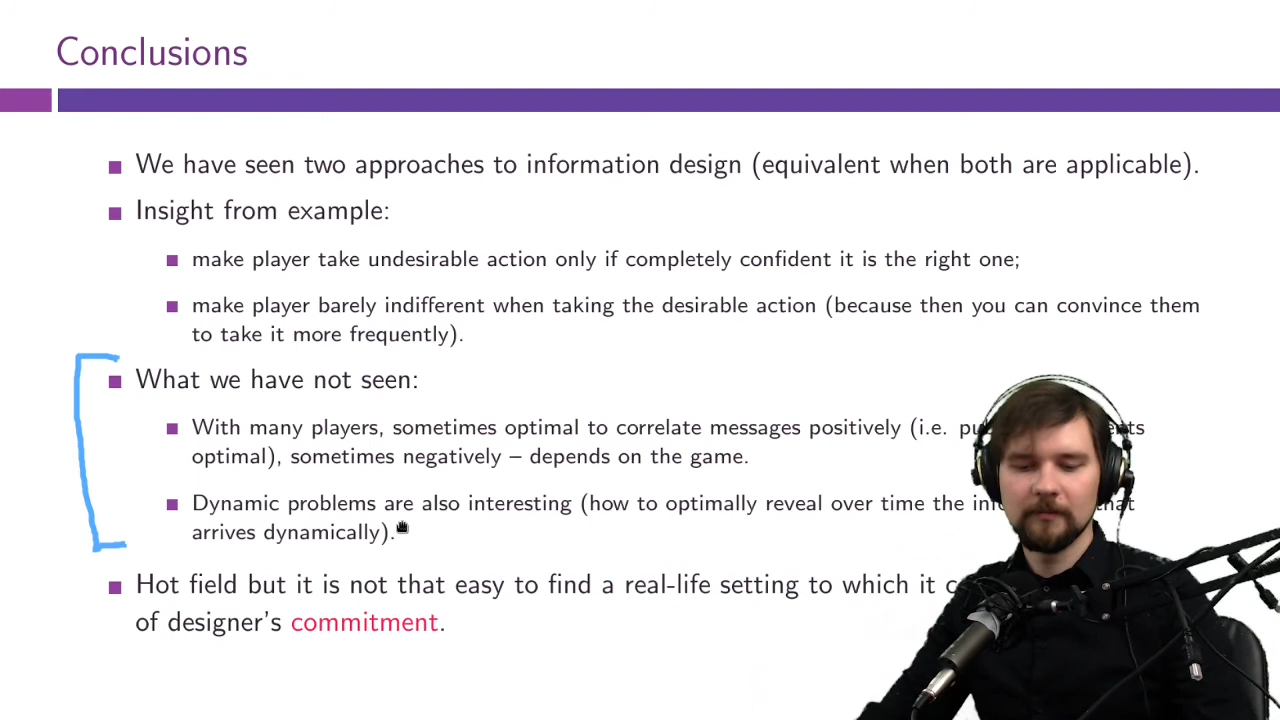 Conclusions
We have seen two approaches to information design (equivalent when both are applicable).
Insight from example:
make player take undesirable action only if completely confident it is the right one;
make player barely indifferent when taking the desirable action (because then you can convince them
to take it more frequently).
What we have not seen:
With many players, sometimes optimal to correlate messages positively (i.e.
optimal), sometimes negatively – depends on the game.
Dynamic problems are also interesting (how to optimally reveal over time the that
arrives dynamically).
Hot field but it is not that easy to find a real-life setting to which it
of designer's commitment.